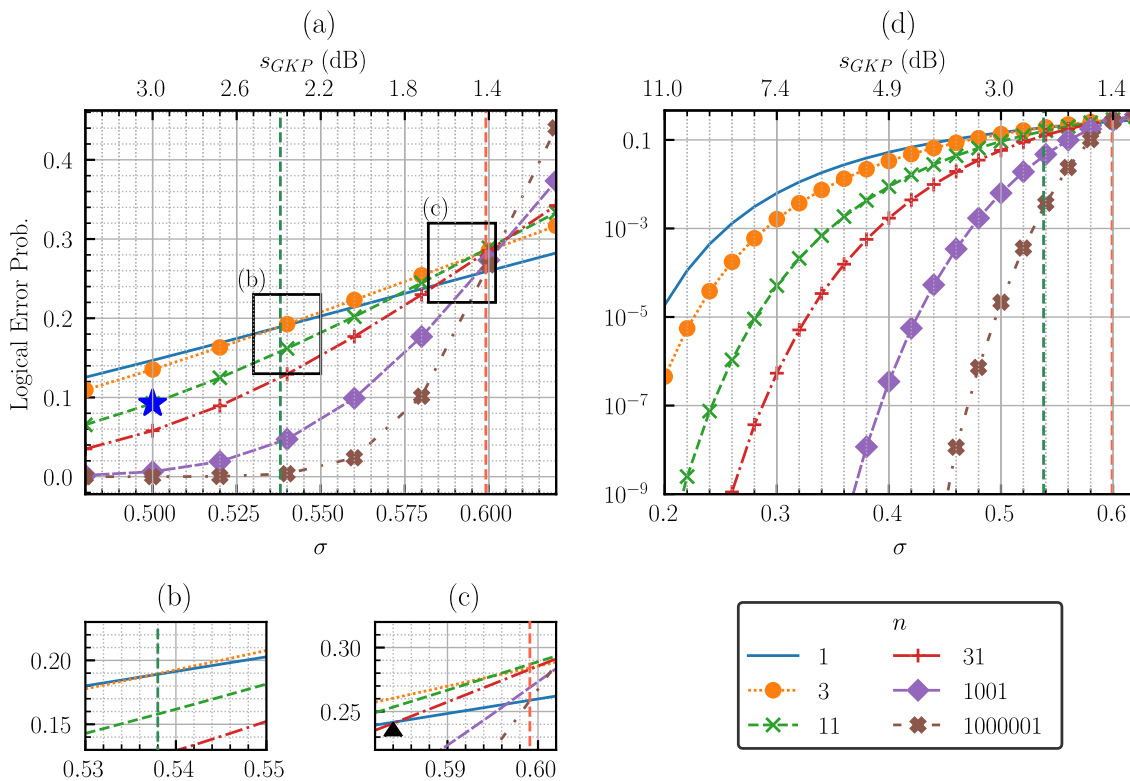 (a)
s_GKP (dB)
3.0 2.6 2.2 1.8 1.4
Logical Error Prob.
0.4
0.3
0.2
0.1
0.0
(b)
(c)
0.500 0.525 0.550 0.575 0.600
σ
(d)
s_GKP (dB)
11.0 7.4 4.9 3.0 1.4
0.1
10⁻³
10⁻⁵
10⁻⁷
10⁻⁹
0.2 0.3 0.4 0.5 0.6
σ
(b)
0.20
0.15
0.53 0.54 0.55
(c)
0.30
0.25
0.59 0.60
n
1 31
3 1001
11 1000001